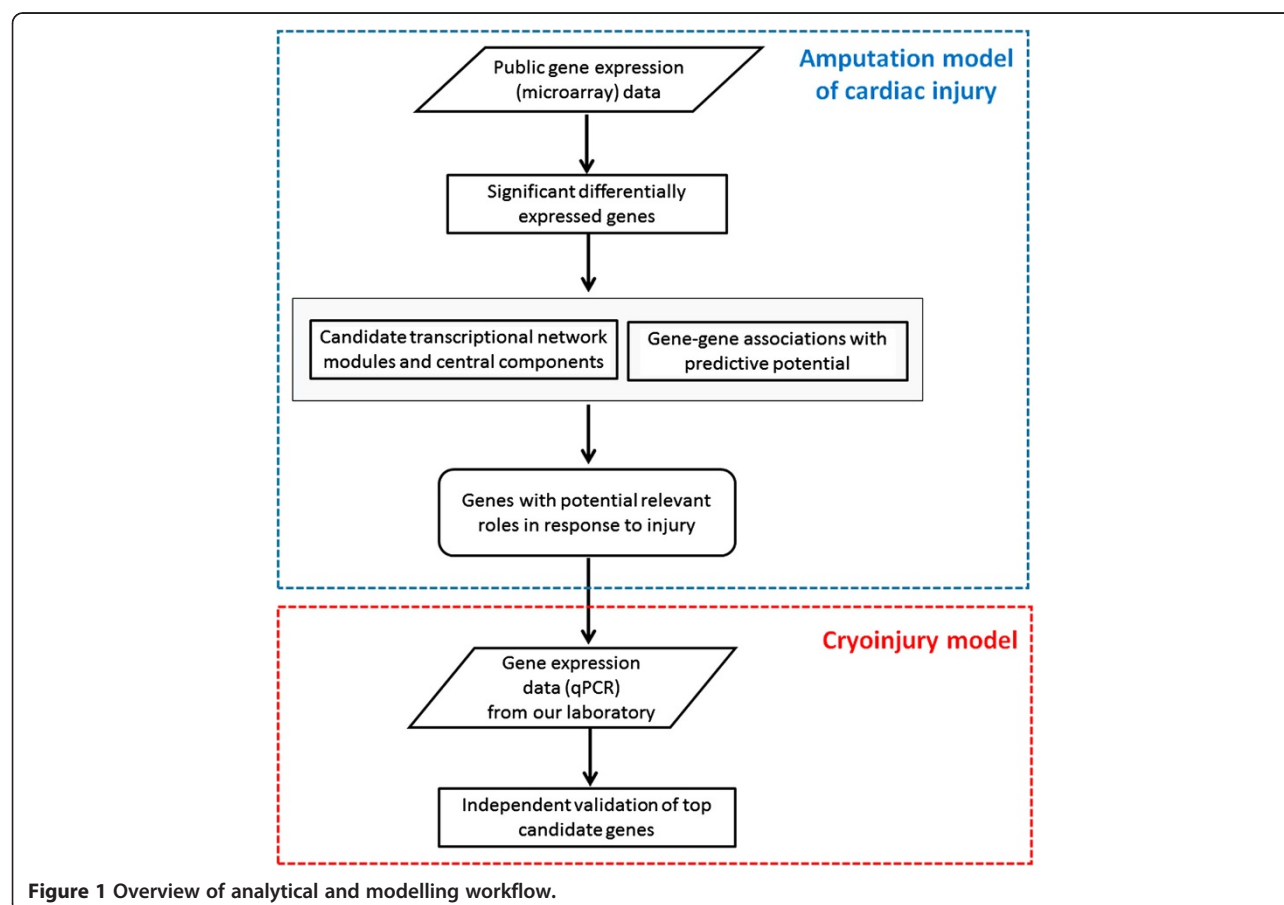 Amputation model
of cardiac injury
Public gene expression
(microarray) data
Significant differentially
expressed genes
Candidate transcriptional network
modules and central components
Gene-gene associations with
predictive potential
Genes with potential relevant
roles in response to injury
Cryoinjury model
Gene expression
data (qPCR)
from our laboratory
Independent validation of top
candidate genes
Figure 1 Overview of analytical and modelling workflow.